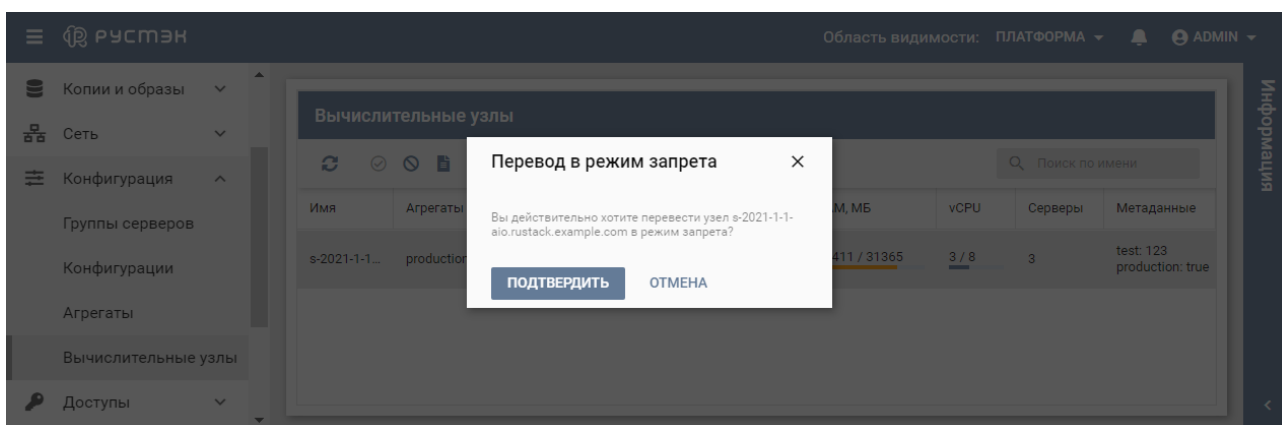 РУСТЭК
Область видимости: ПЛАТФОРМА
ADMIN
Копии и образы
Сеть
Конфигурация
Группы серверов
Конфигурации
Агрегаты
Вычислительные узлы
Доступы
Вычислительные узлы
Поиск по имени
Имя Агрегаты М, МБ vCPU Серверы Метаданные
s-2021-1-1... production 411 / 31365 3 / 8 3 test: 123
production: true
Перевод в режим запрета
Вы действительно хотите перевести узел s-2021-1-1-
aio.rustack.example.com в режим запрета?
ПОДТВЕРДИТЬ ОТМЕНА
Информация